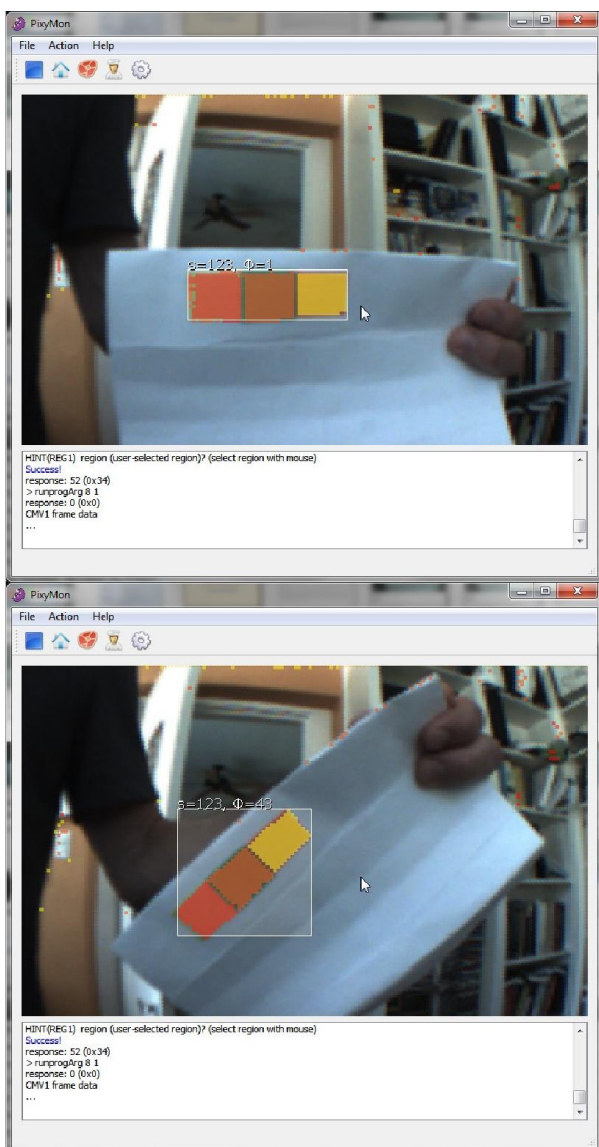 PixyMon
File Action Help
s=123, Φ=1
HINT(REG1) region (user-selected region)? (select region with mouse)
Success!
response: 52 (0x34)
> runprogArg 8 1
response: 0 (0x0)
CMV1 frame data
...
PixyMon
File Action Help
s=123, Φ=43
HINT(REG1) region (user-selected region)? (select region with mouse)
Success!
response: 52 (0x34)
> runprogArg 8 1
response: 0 (0x0)
CMV1 frame data
...